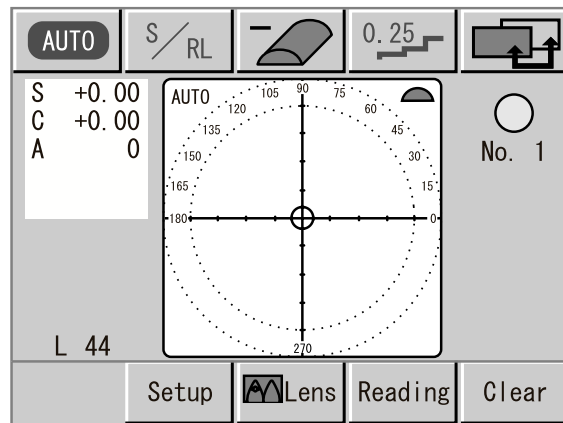 AUTO S/RL − 0.25
S +0.00
C +0.00
A 0
L 44
AUTO
90
105 75
120 60
135 45
150 30
165 15
180 0
270
No. 1
Setup Lens Reading Clear